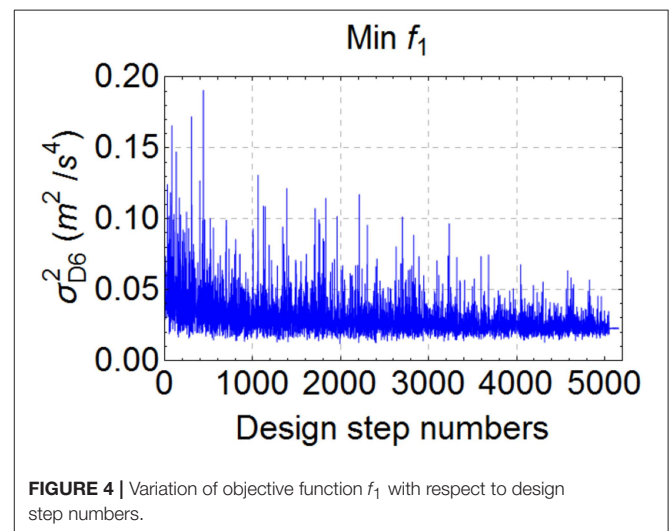 Min f₁
σ²_D6 (m² /s⁴)
0.20
0.15
0.10
0.05
0.00
0 1000 2000 3000 4000 5000
Design step numbers
FIGURE 4 | Variation of objective function f₁ with respect to design
step numbers.